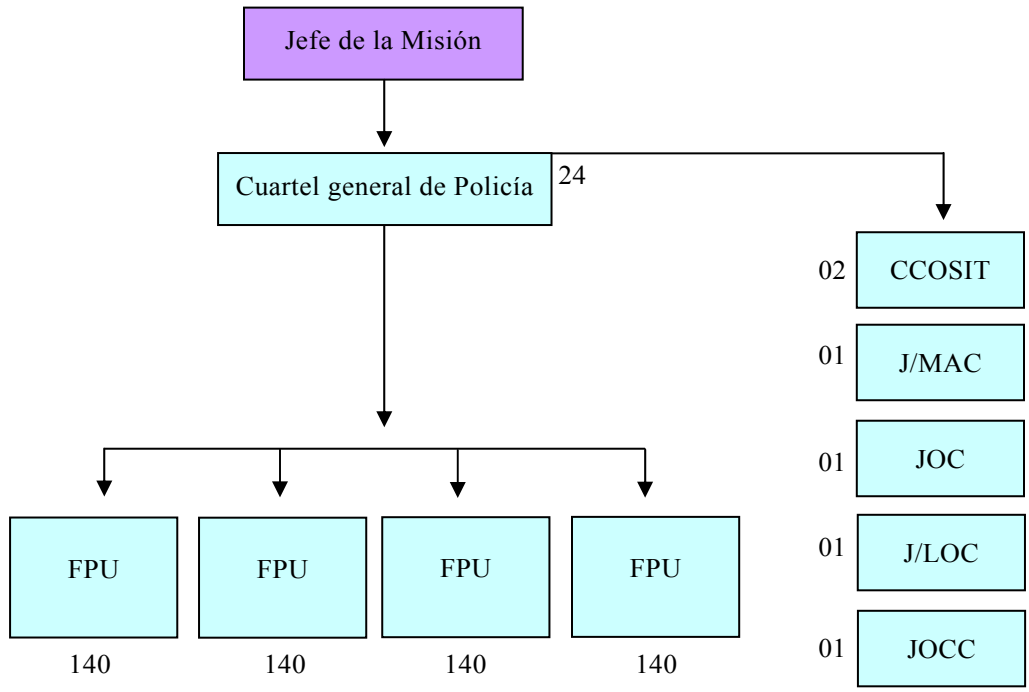 Jefe de la Misión
Cuartel general de Policía
24
02
CCOSIT
01
J/MAC
01
JOC
01
J/LOC
01
JOCC
FPU
FPU
FPU
FPU
140
140
140
140